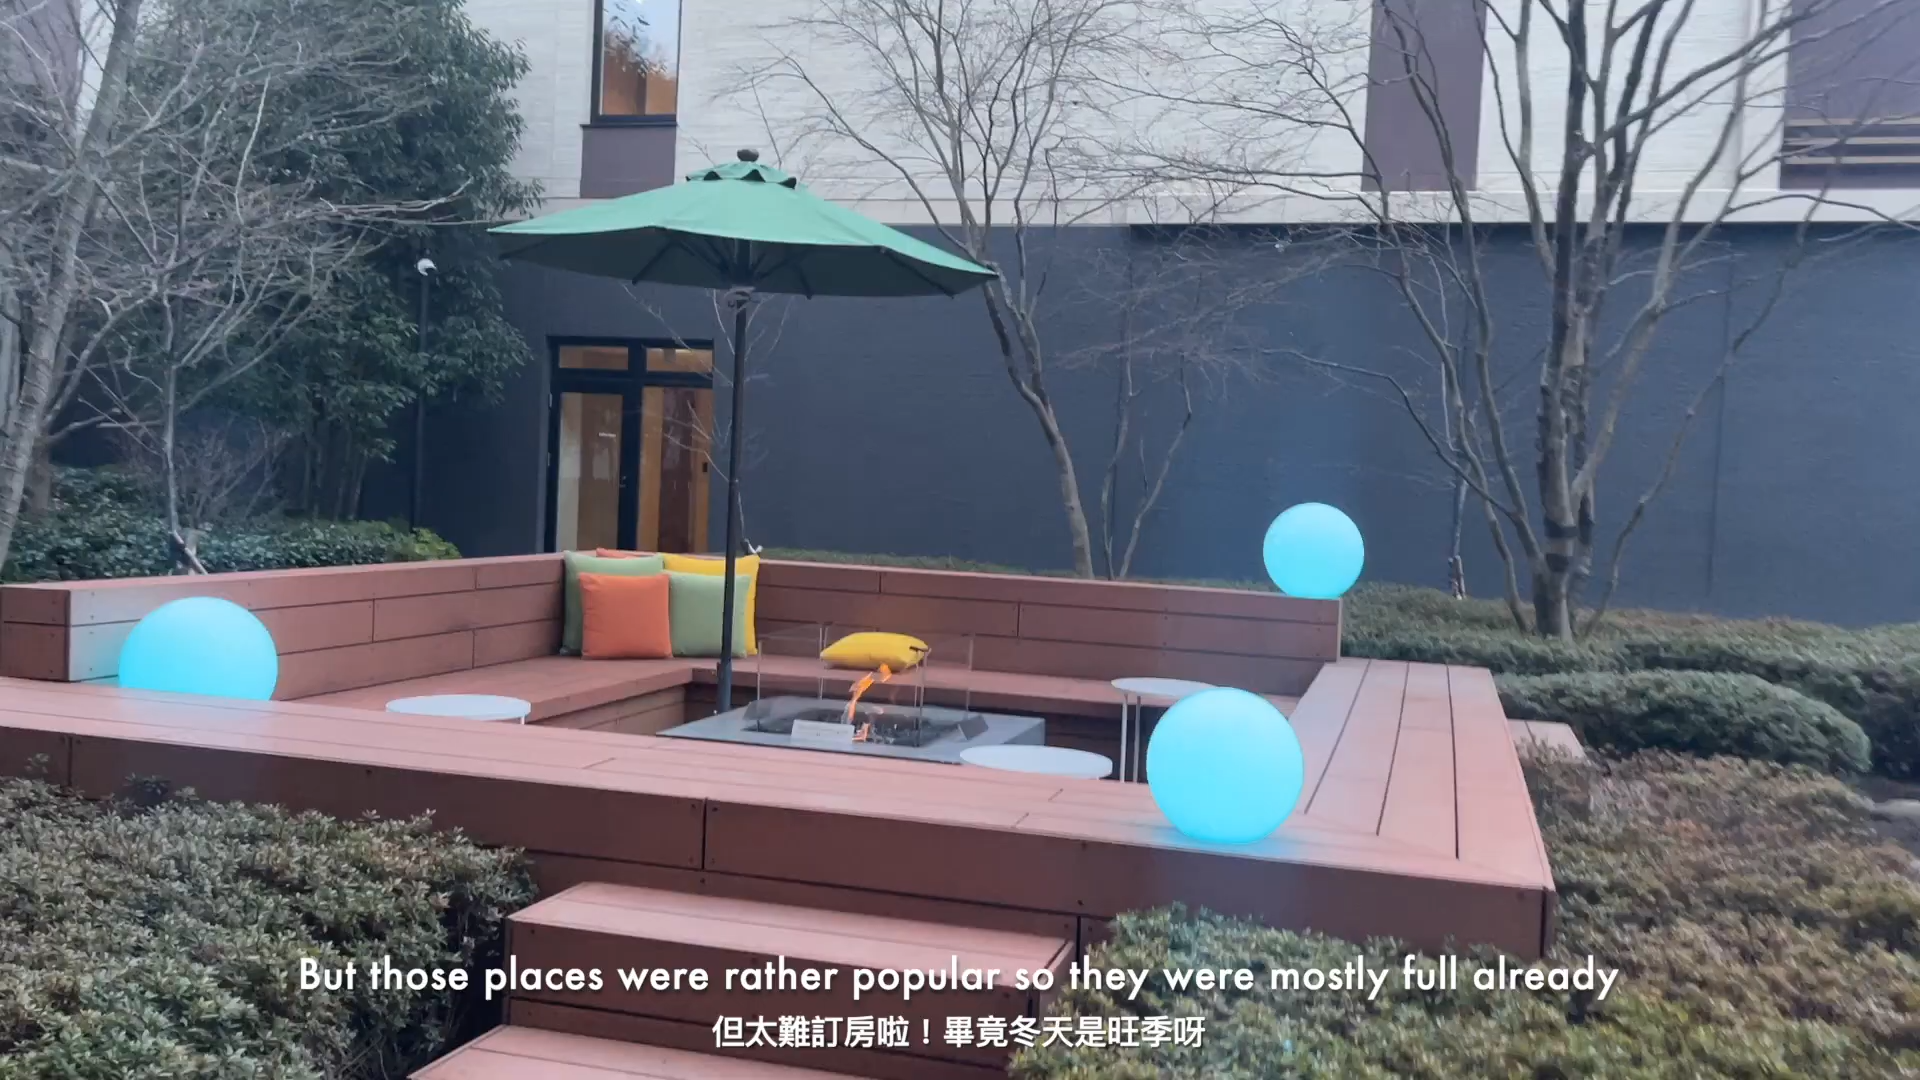 But those places were rather popular so they were mostly full already
但太難訂房啦！畢竟冬天是旺季呀